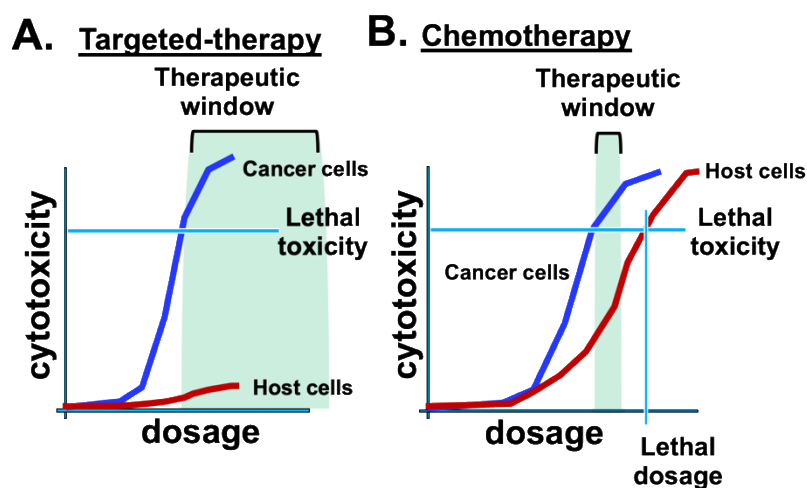 A. Targeted-therapy
Therapeutic
window
Cancer cells
Lethal
toxicity
Host cells
cytotoxicity
dosage
B. Chemotherapy
Therapeutic
window
Host cells
Lethal
toxicity
Cancer cells
cytotoxicity
dosage
Lethal
dosage